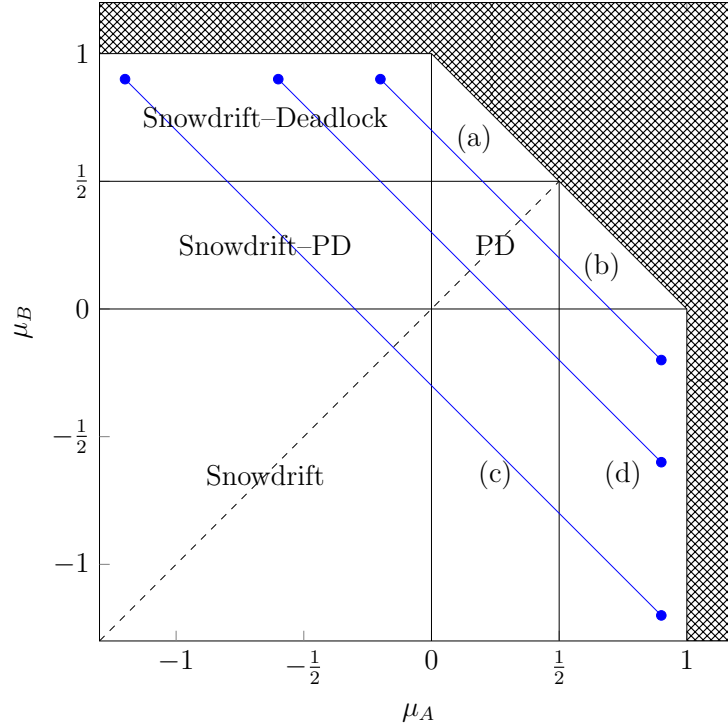 1
Snowdrift–Deadlock
(a)
1/2
Snowdrift–PD
PD
(b)
0
μ_B
−1/2
Snowdrift
(c)
(d)
−1
−1
−1/2
0
1/2
1
μ_A